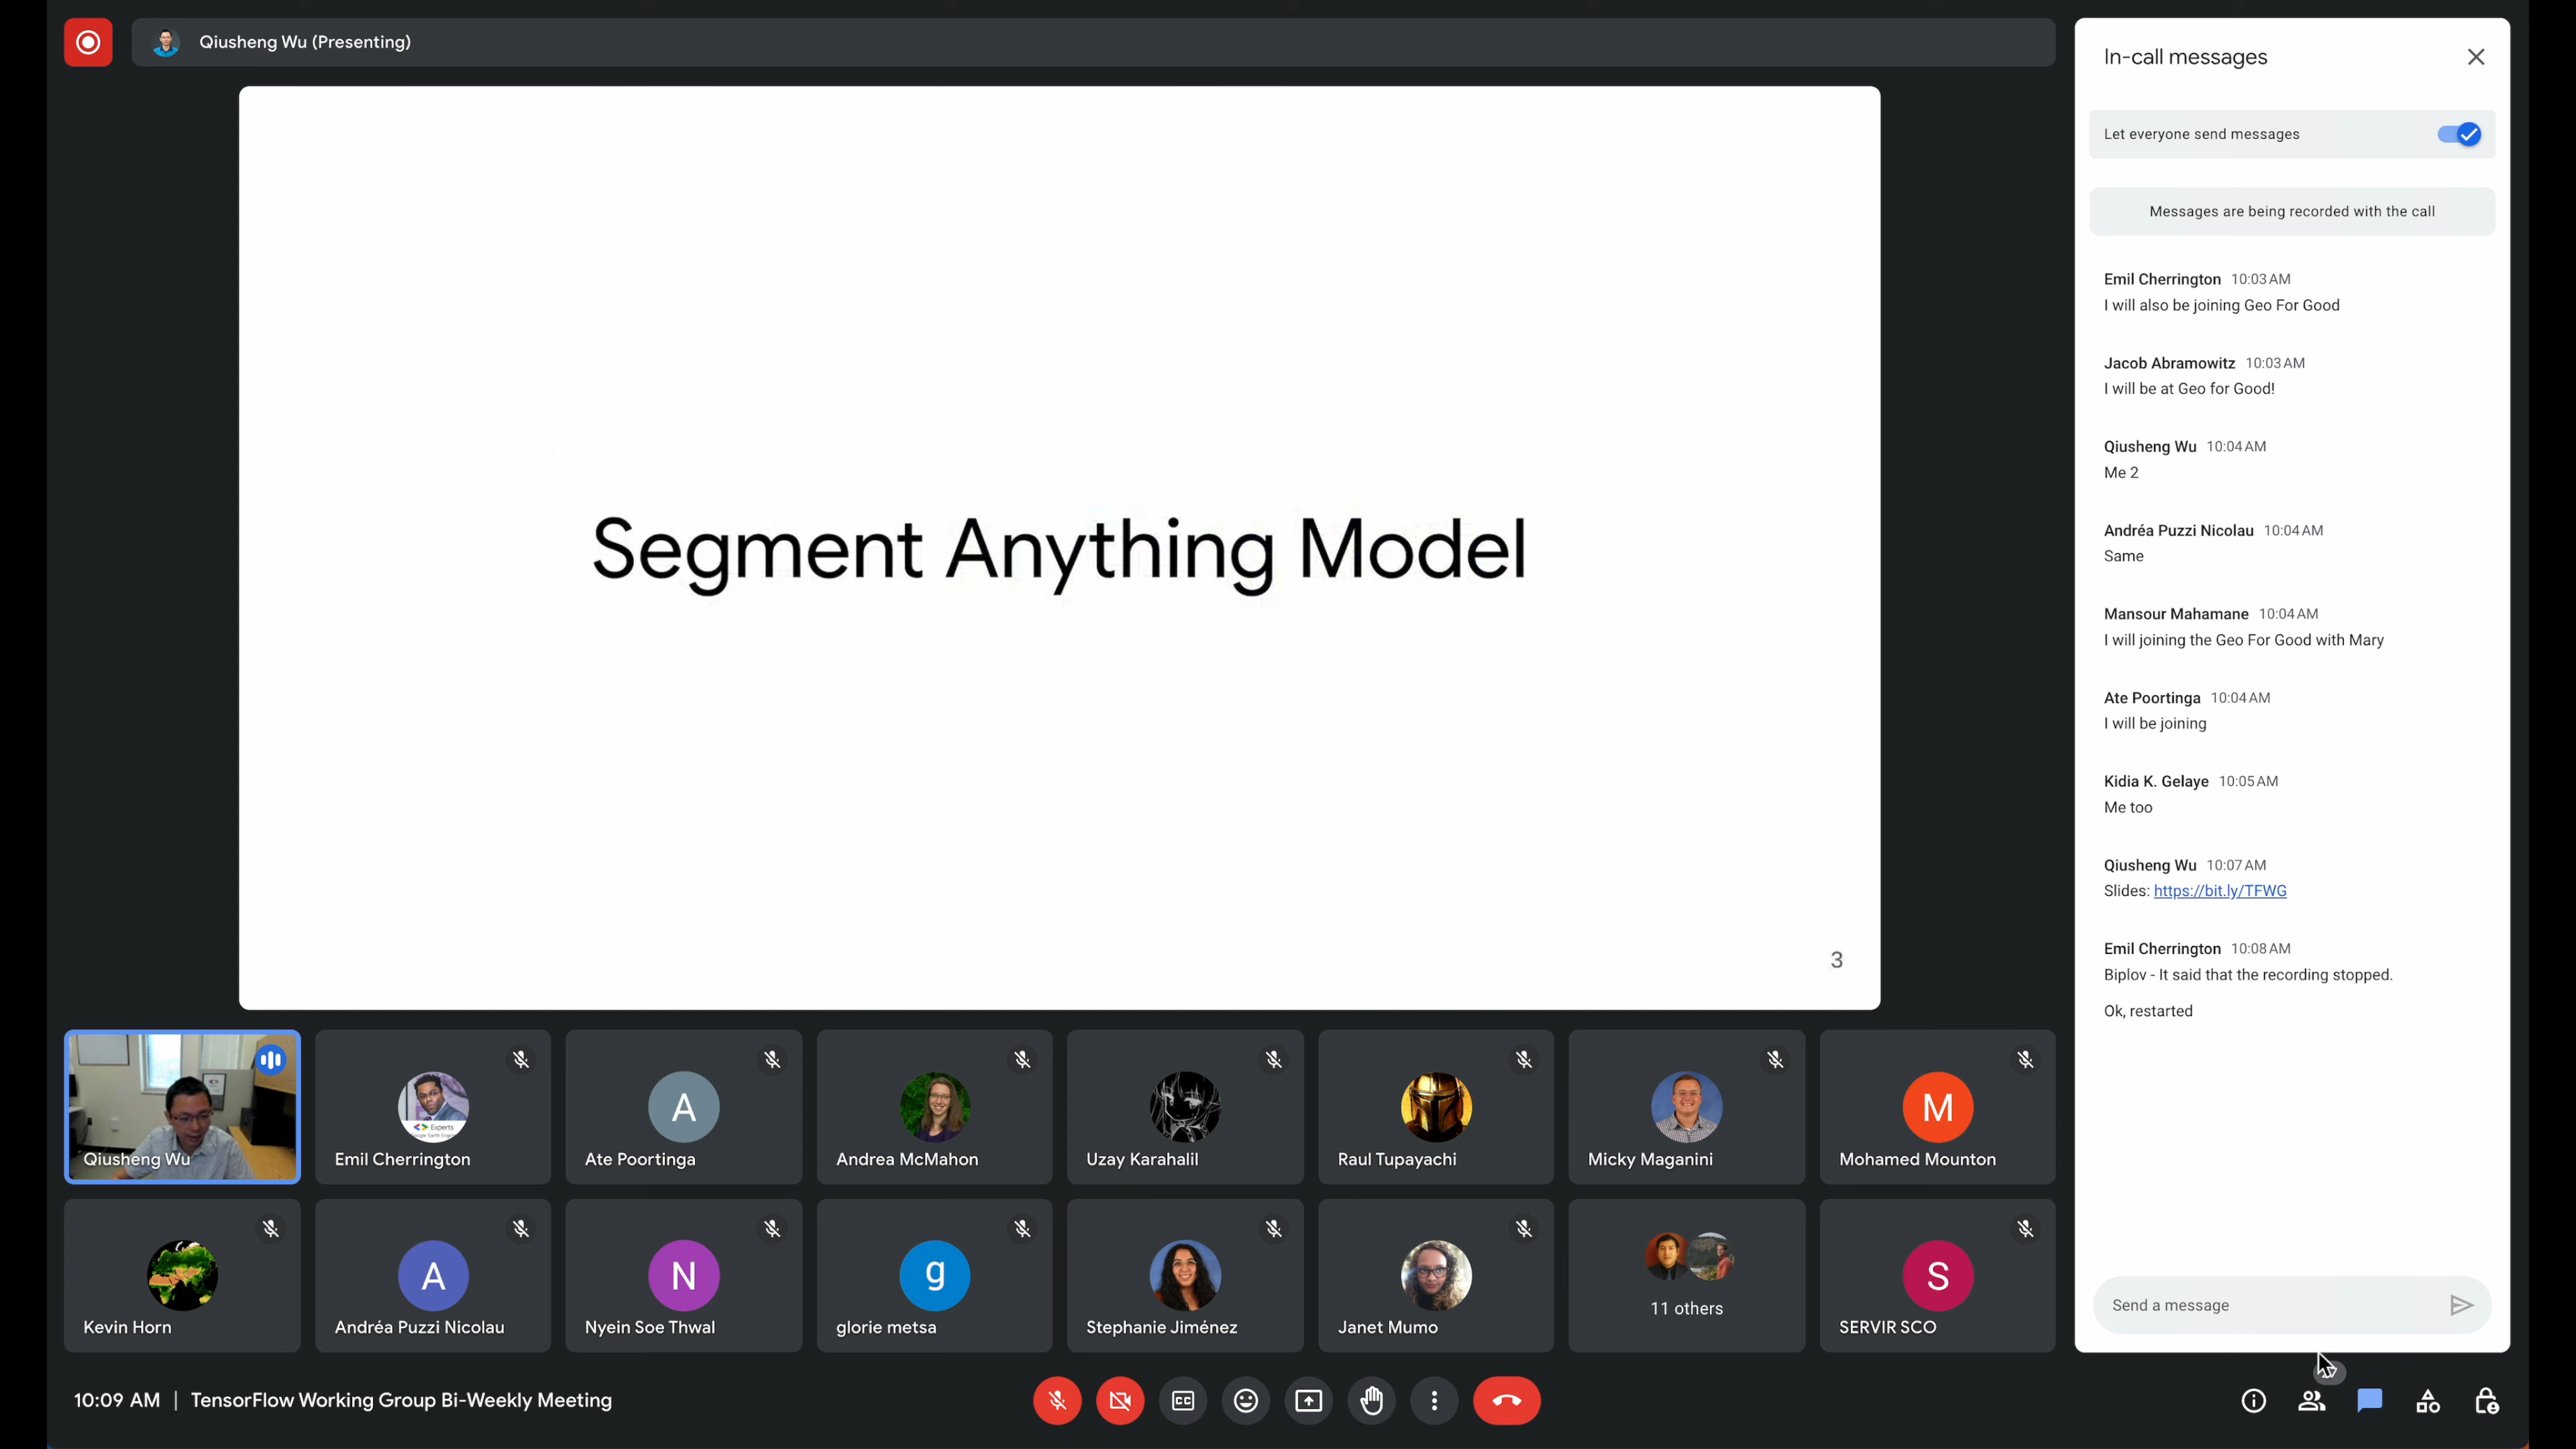 Qiusheng Wu (Presenting)
Segment Anything Model
3
In-call messages
Let everyone send messages
Messages are being recorded with the call
Emil Cherrington 10:03 AM
I will also be joining Geo For Good
Jacob Abramowitz 10:03 AM
I will be at Geo for Good!
Qiusheng Wu 10:04 AM
Me 2
Andréa Puzzi Nicolau 10:04 AM
Same
Mansour Mahamane 10:04 AM
I will joining the Geo For Good with Mary
Ate Poortinga 10:04 AM
I will be joining
Kidia K. Gelaye 10:05 AM
Me too
Qiusheng Wu 10:07 AM
Slides: https://bit.ly/TFWG
Emil Cherrington 10:08 AM
Biplov - It said that the recording stopped.
Ok, restarted
Send a message
Qiusheng Wu
Experts
Emil Cherrington
A
Ate Poortinga
Andrea McMahon
Uzay Karahalil
Raul Tupayachi
Micky Maganini
M
Mohamed Mounton
Kevin Horn
A
Andréa Puzzi Nicolau
N
Nyein Soe Thwal
g
glorie metsa
Stephanie Jiménez
Janet Mumo
11 others
S
SERVIR SCO
10:09 AM | TensorFlow Working Group Bi-Weekly Meeting